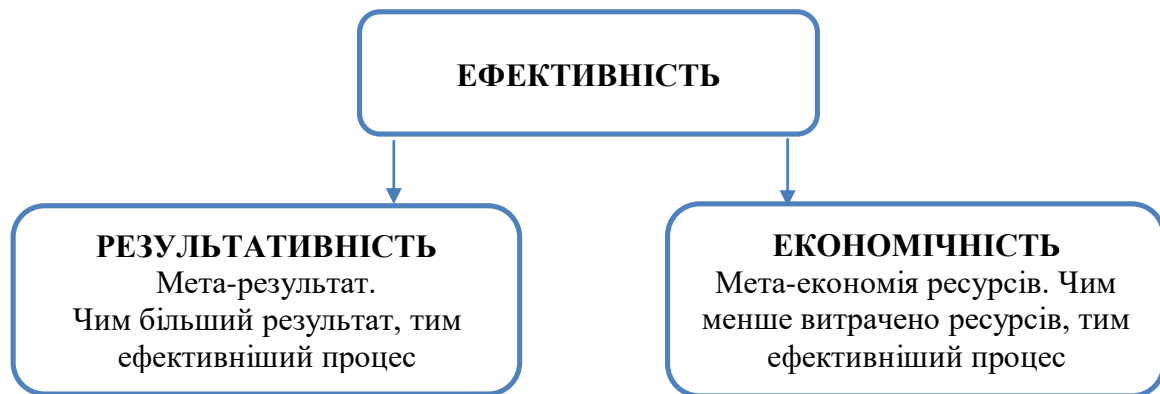 ЕФЕКТИВНІСТЬ
РЕЗУЛЬТАТИВНІСТЬ
Мета-результат.
Чим більший результат, тим
ефективніший процес
ЕКОНОМІЧНІСТЬ
Мета-економія ресурсів. Чим
менше витрачено ресурсів, тим
ефективніший процес